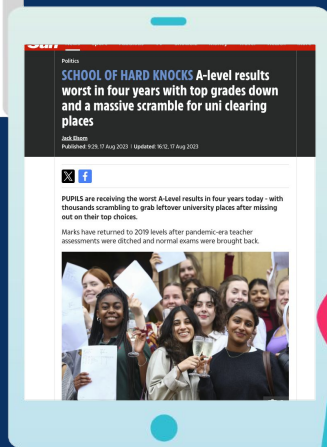 Politics
SCHOOL OF HARD KNOCKS A-level results
worst in four years with top grades down
and a massive scramble for uni clearing
places
Jack Elsom
Published: 9:29, 17 Aug 2023 | Updated: 16:12, 17 Aug 2023
PUPILS are receiving the worst A-Level results in four years today - with
thousands scrambling to grab leftover university places after missing
out on their top choices.
Marks have returned to 2019 levels after pandemic-era teacher
assessments were ditched and normal exams were brought back.